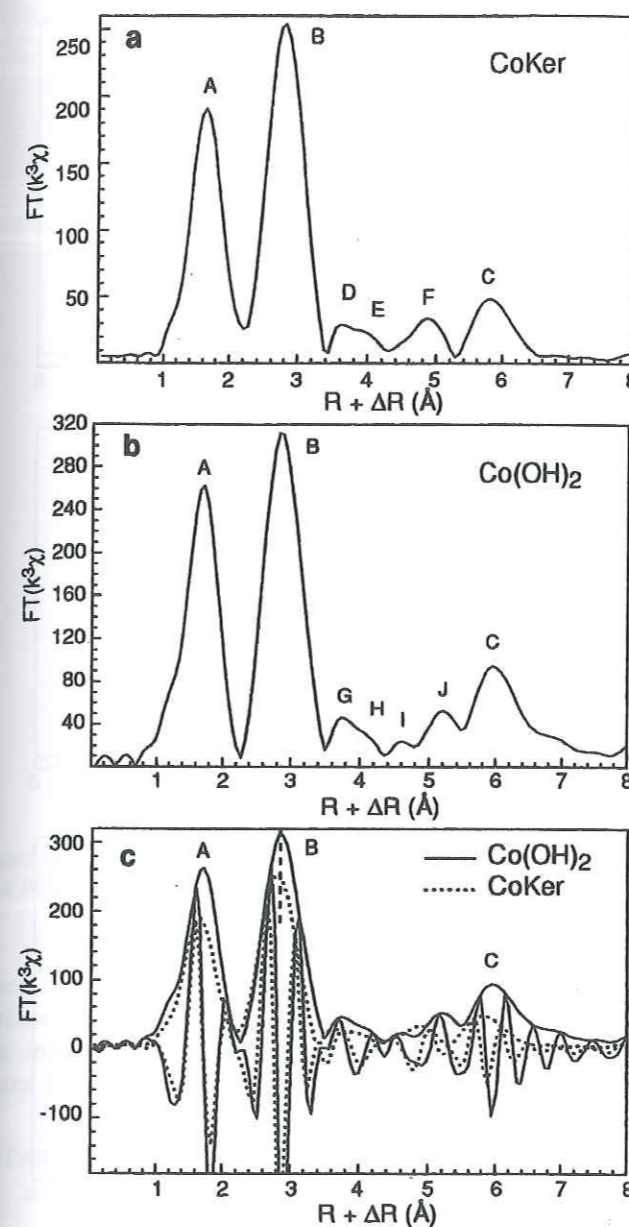 a
CoKer
A
B
D
E
F
C
250
200
150
100
50
FT(k³χ)
1 2 3 4 5 6 7 8
R + ΔR (Å)
b
Co(OH)₂
A
B
G
H
I
J
C
320
280
240
200
160
120
80
40
FT(k³χ)
1 2 3 4 5 6 7 8
R + ΔR (Å)
c
A
B
C
Co(OH)₂
CoKer
300
200
100
0
-100
FT(k³χ)
1 2 3 4 5 6 7 8
R + ΔR (Å)